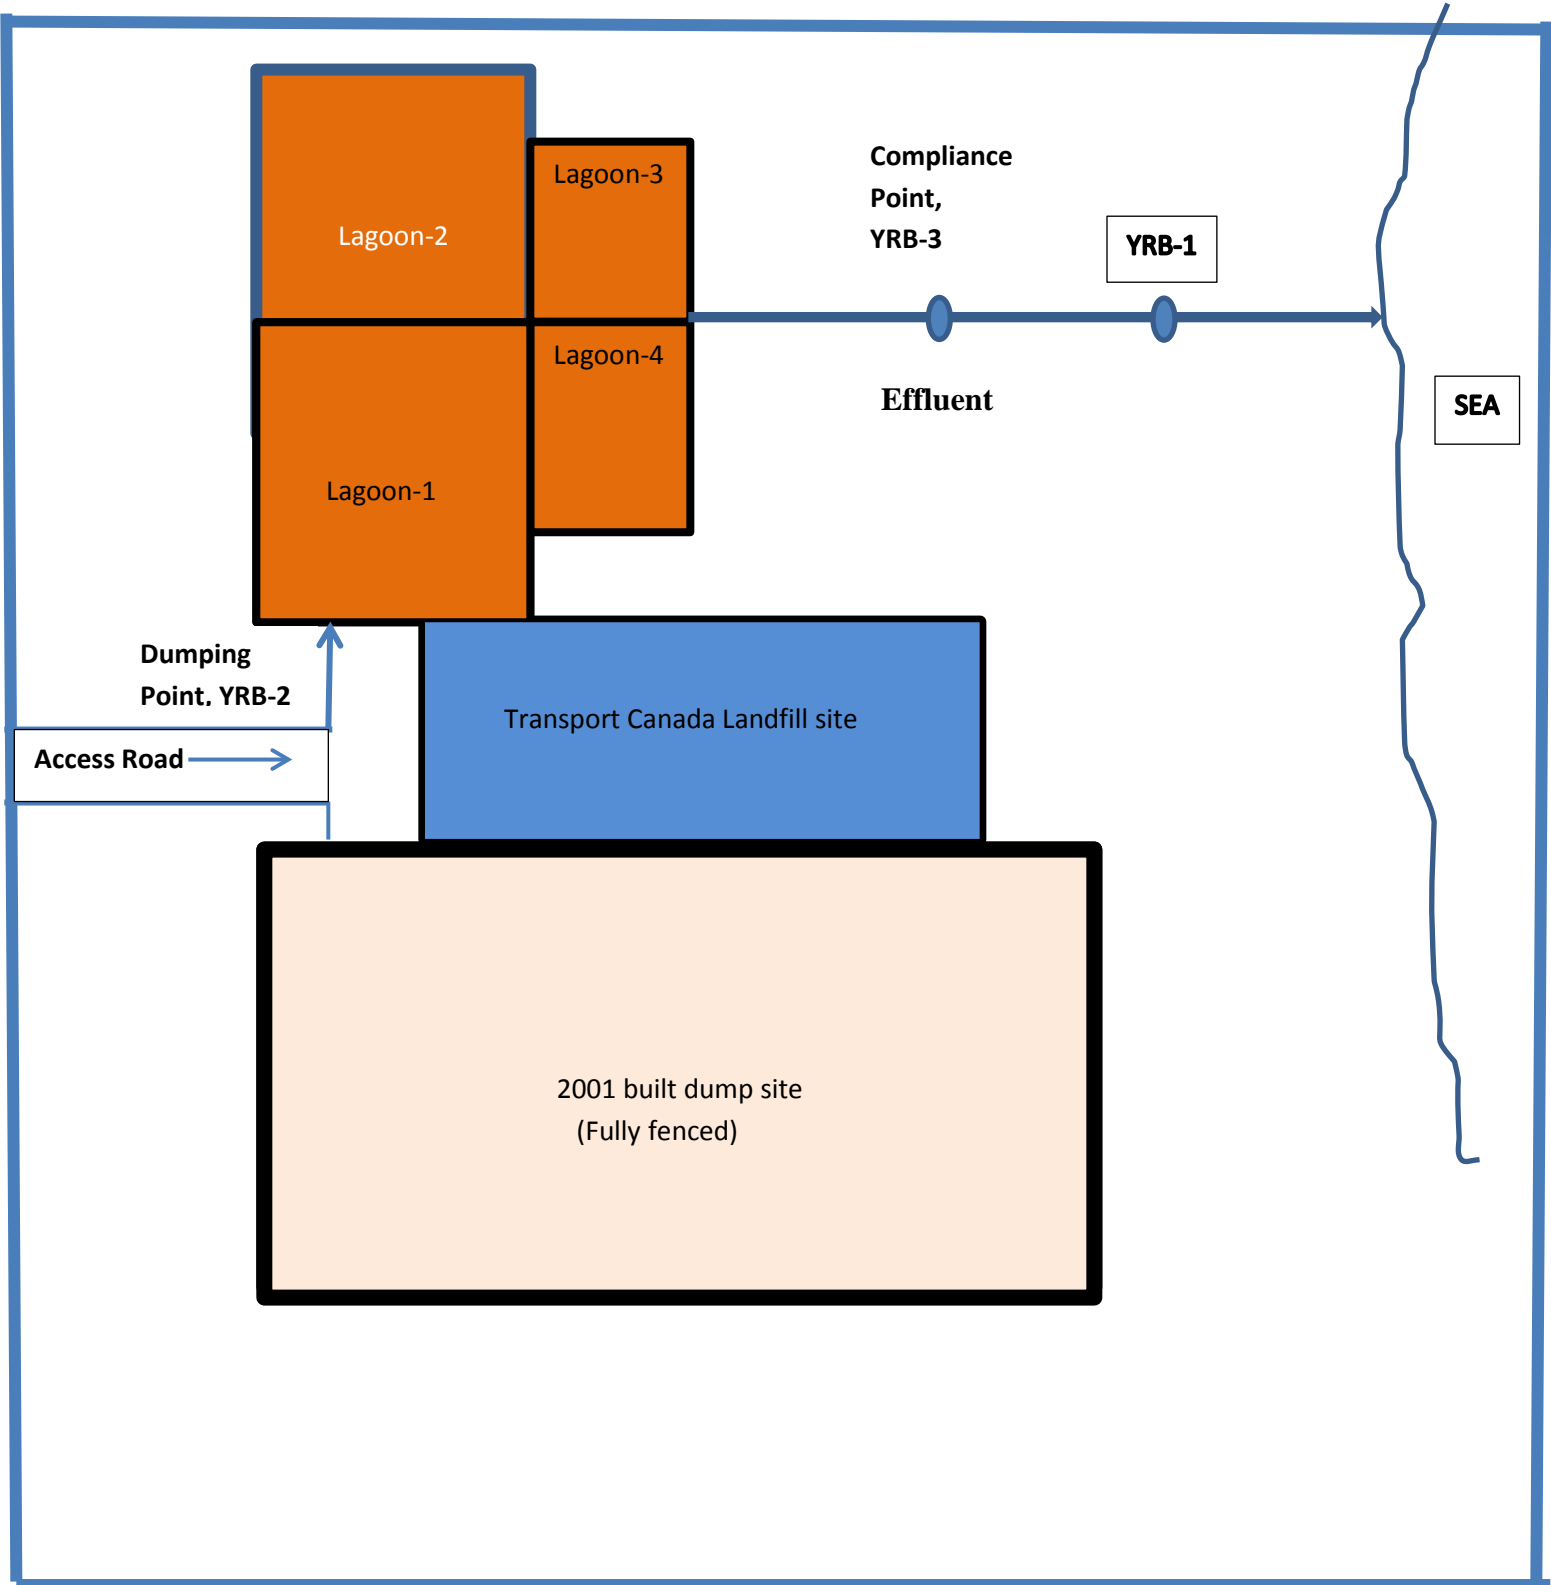 Lagoon-2
Lagoon-3
Lagoon-4
Lagoon-1
Compliance
Point,
YRB-3
YRB-1
Effluent
SEA
Dumping
Point, YRB-2
Access Road
Transport Canada Landfill site
2001 built dump site
(Fully fenced)